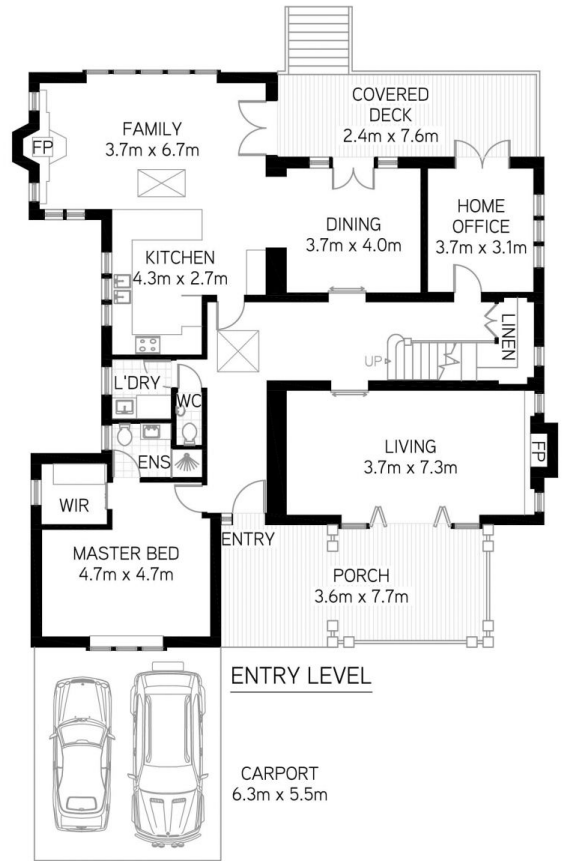 COVERED
DECK
2.4m x 7.6m
FAMILY
3.7m x 6.7m
FP
DINING
3.7m x 4.0m
HOME
OFFICE
3.7m x 3.1m
KITCHEN
4.3m x 2.7m
LINEN
UP
L'DRY
WC
ENS
LIVING
3.7m x 7.3m
FP
WIR
ENTRY
MASTER BED
4.7m x 4.7m
PORCH
3.6m x 7.7m
ENTRY LEVEL
CARPORT
6.3m x 5.5m